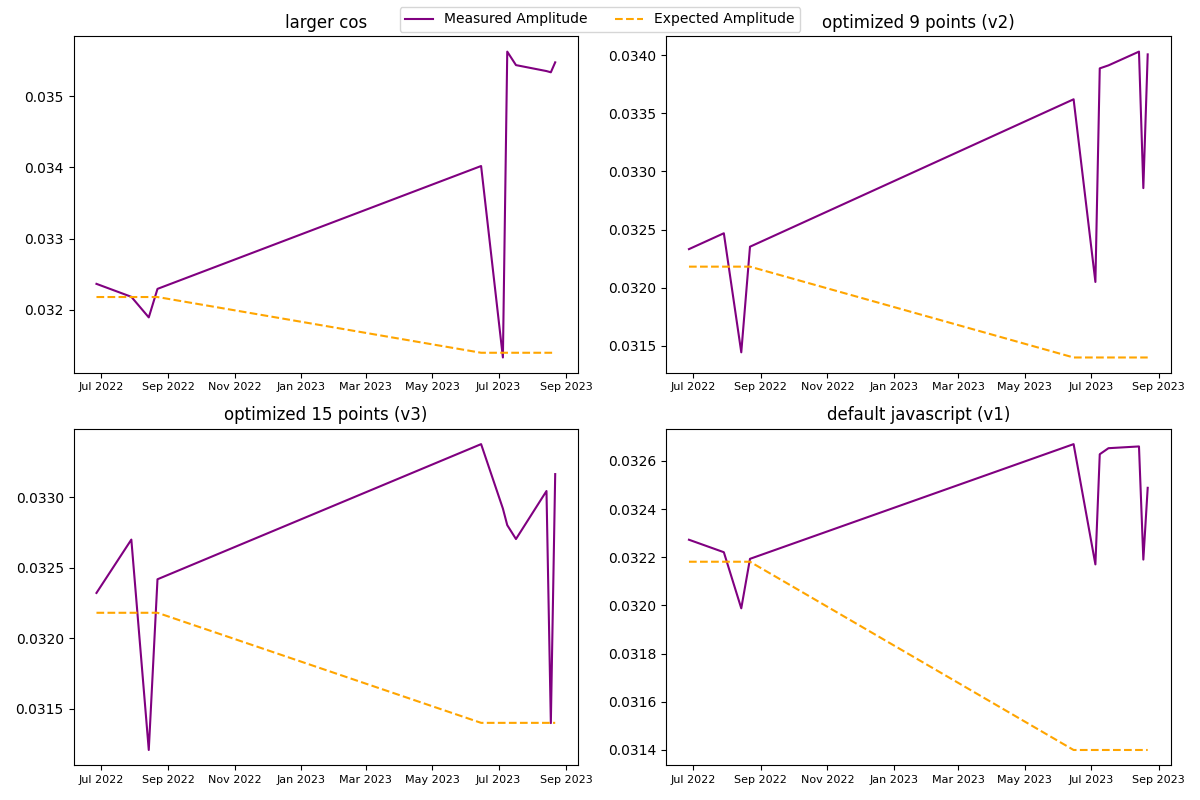 Measured Amplitude Expected Amplitude
larger cos
0.035
0.034
0.033
0.032
Jul 2022 Sep 2022 Nov 2022 Jan 2023 Mar 2023 May 2023 Jul 2023 Sep 2023
optimized 9 points (v2)
0.0340
0.0335
0.0330
0.0325
0.0320
0.0315
Jul 2022 Sep 2022 Nov 2022 Jan 2023 Mar 2023 May 2023 Jul 2023 Sep 2023
optimized 15 points (v3)
0.0330
0.0325
0.0320
0.0315
Jul 2022 Sep 2022 Nov 2022 Jan 2023 Mar 2023 May 2023 Jul 2023 Sep 2023
default javascript (v1)
0.0326
0.0324
0.0322
0.0320
0.0318
0.0316
0.0314
Jul 2022 Sep 2022 Nov 2022 Jan 2023 Mar 2023 May 2023 Jul 2023 Sep 2023